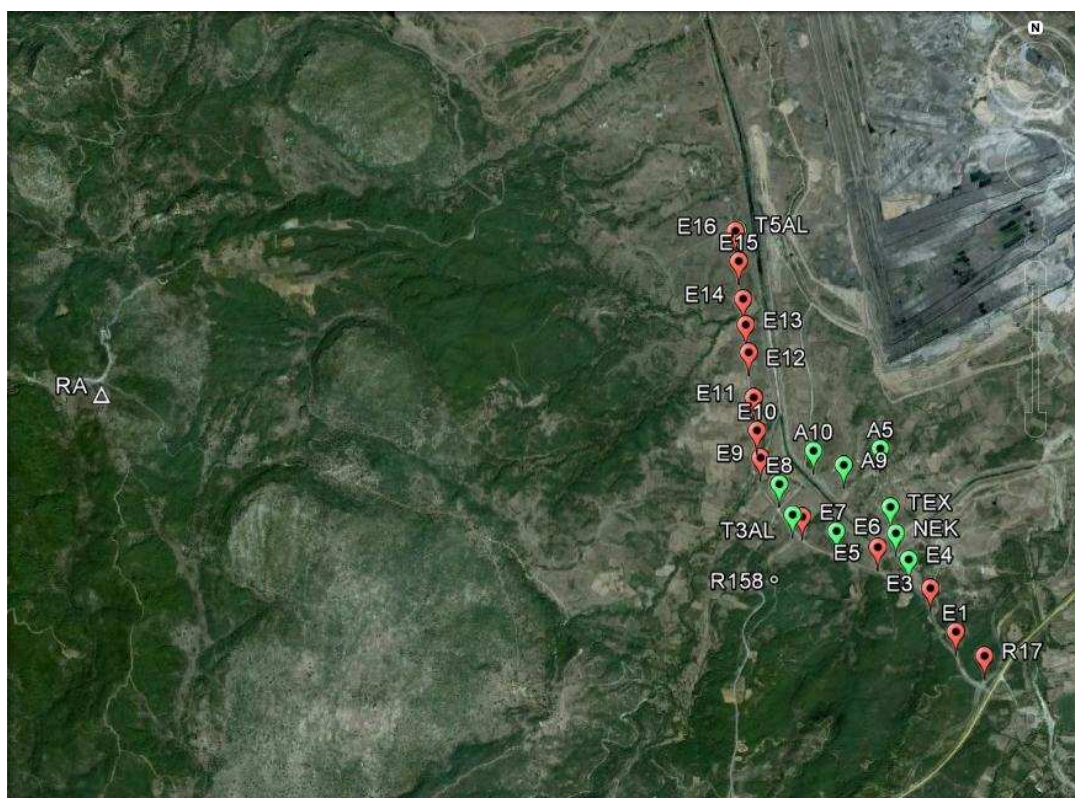 N
E16 T5AL
E15
E14
E13
E12
RA
E11
E10
E9
A10 A5
E8 A9
TEX
T3AL E7
E6 NEK
E5
E4
R158
E3
E1
R17